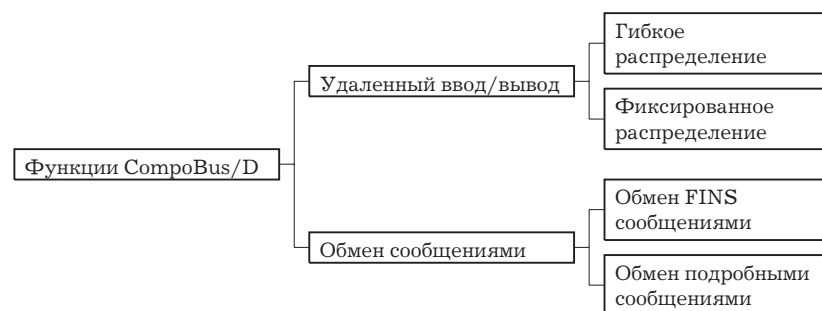 Гибкое
распределение
Удаленный ввод/вывод
Фиксированное
распределение
Функции CompoBus/D
Обмен FINS
сообщениями
Обмен сообщениями
Обмен подробными
сообщениями